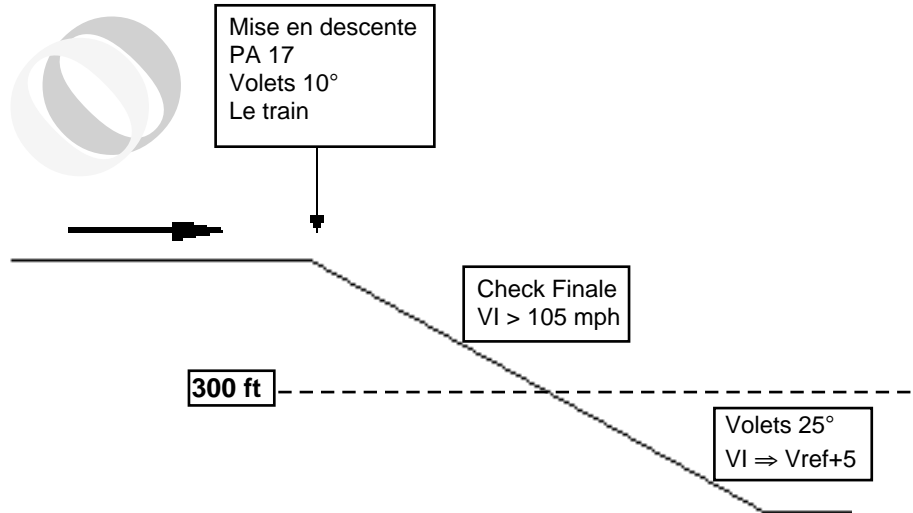 Mise en descente
PA 17
Volets 10°
Le train
Check Finale
VI > 105 mph
300 ft
Volets 25°
VI ⇒ Vref+5